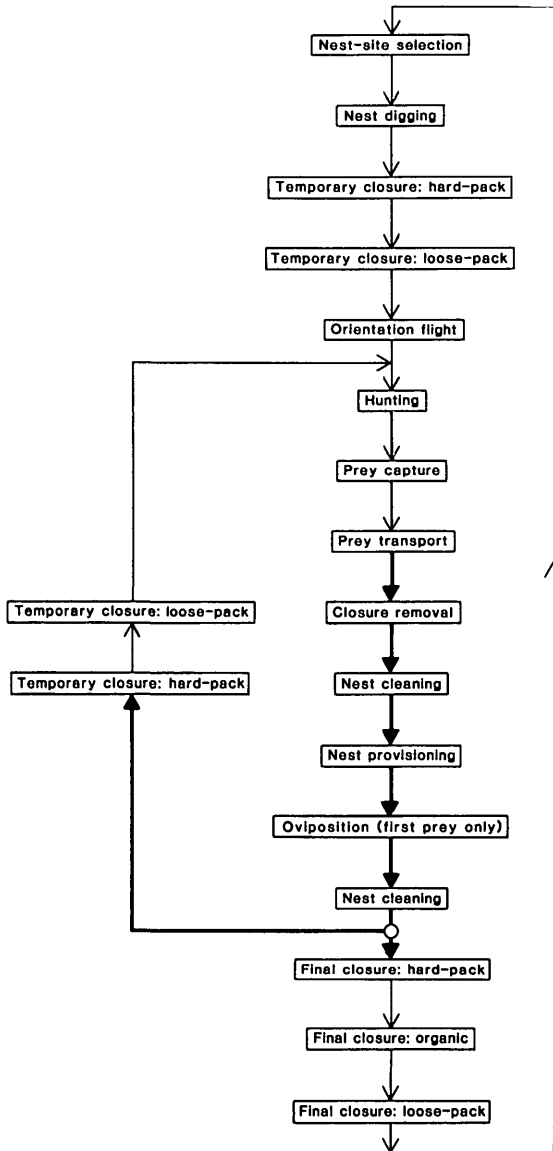 Nest-site selection
Nest digging
Temporary closure: hard-pack
Temporary closure: loose-pack
Orientation flight
Hunting
Prey capture
Prey transport
Temporary closure: loose-pack
Closure removal
Temporary closure: hard-pack
Nest cleaning
Nest provisioning
Oviposition (first prey only)
Nest cleaning
Final closure: hard-pack
Final closure: organic
Final closure: loose-pack